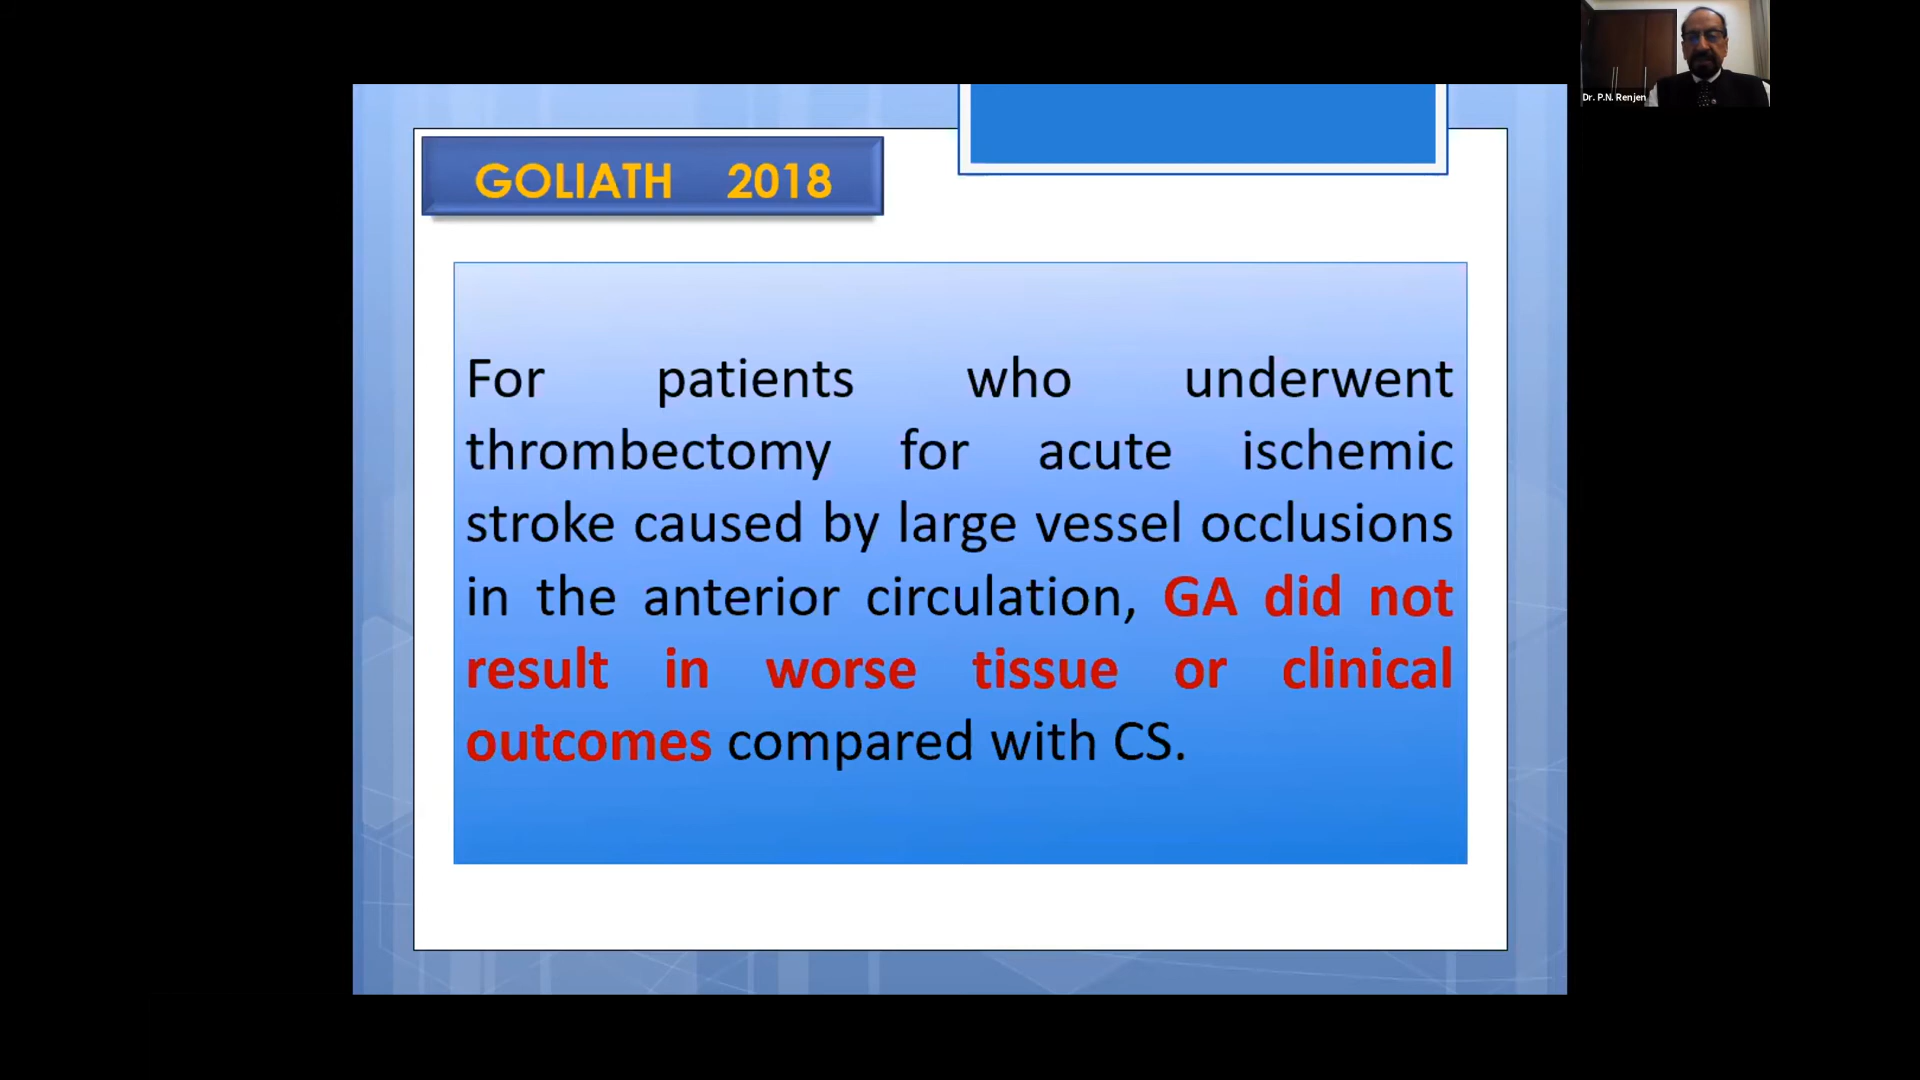 Dr. P.N. Renjen
GOLIATH 2018
For patients who underwent
thrombectomy for acute ischemic
stroke caused by large vessel occlusions
in the anterior circulation, GA did not
result in worse tissue or clinical
outcomes compared with CS.